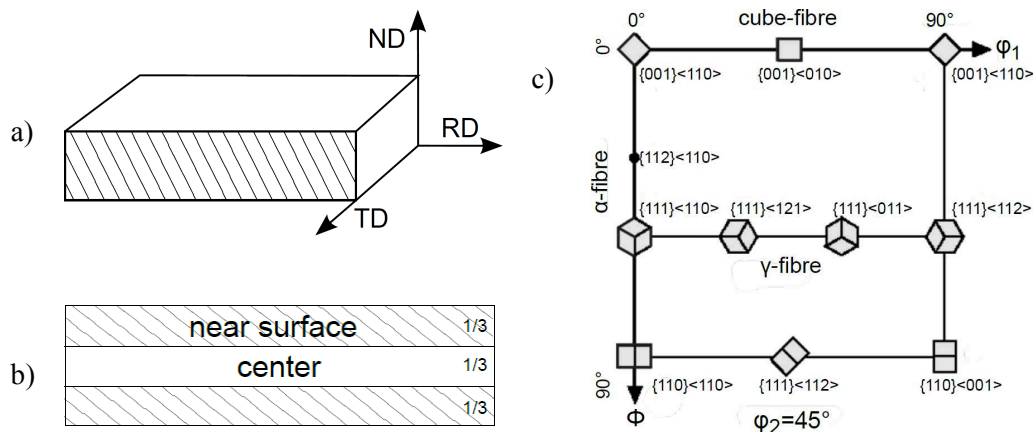 a)
ND
RD
TD
b)
near surface 1/3
center 1/3
1/3
c)
cube-fibre
0° 90°
0°
φ1
{001}<110> {001}<010> {001}<110>
{112}<110>
α-fibre
{111}<110> {111}<121> {111}<011> {111}<112>
γ-fibre
90°
{110}<110> {111}<112> {110}<001>
Φ
φ2=45°